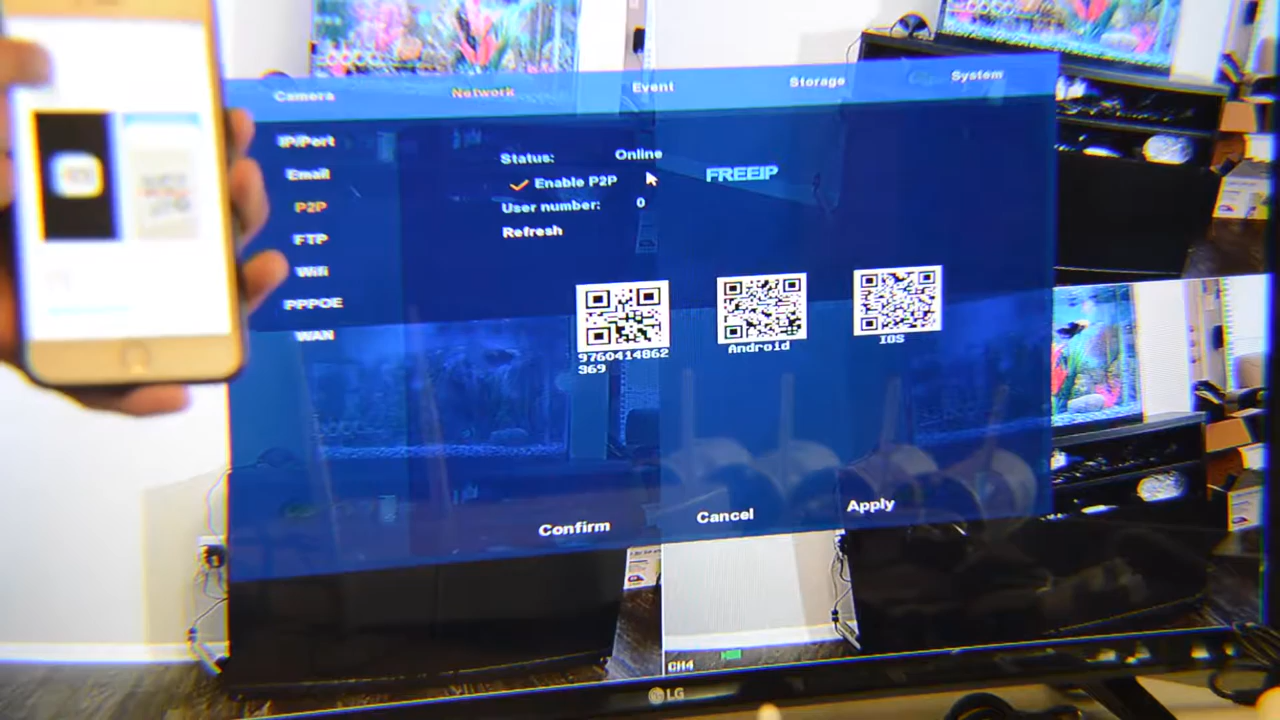 Camera Network Event Storage System
IP/Port
Email
P2P
FTP
Wifi
PPPOE
WAN
Status: Online
Enable P2P
User number: 0
Refresh
FREEIP
9760414862
369
Android
IOS
Confirm Cancel Apply
CH4
LG